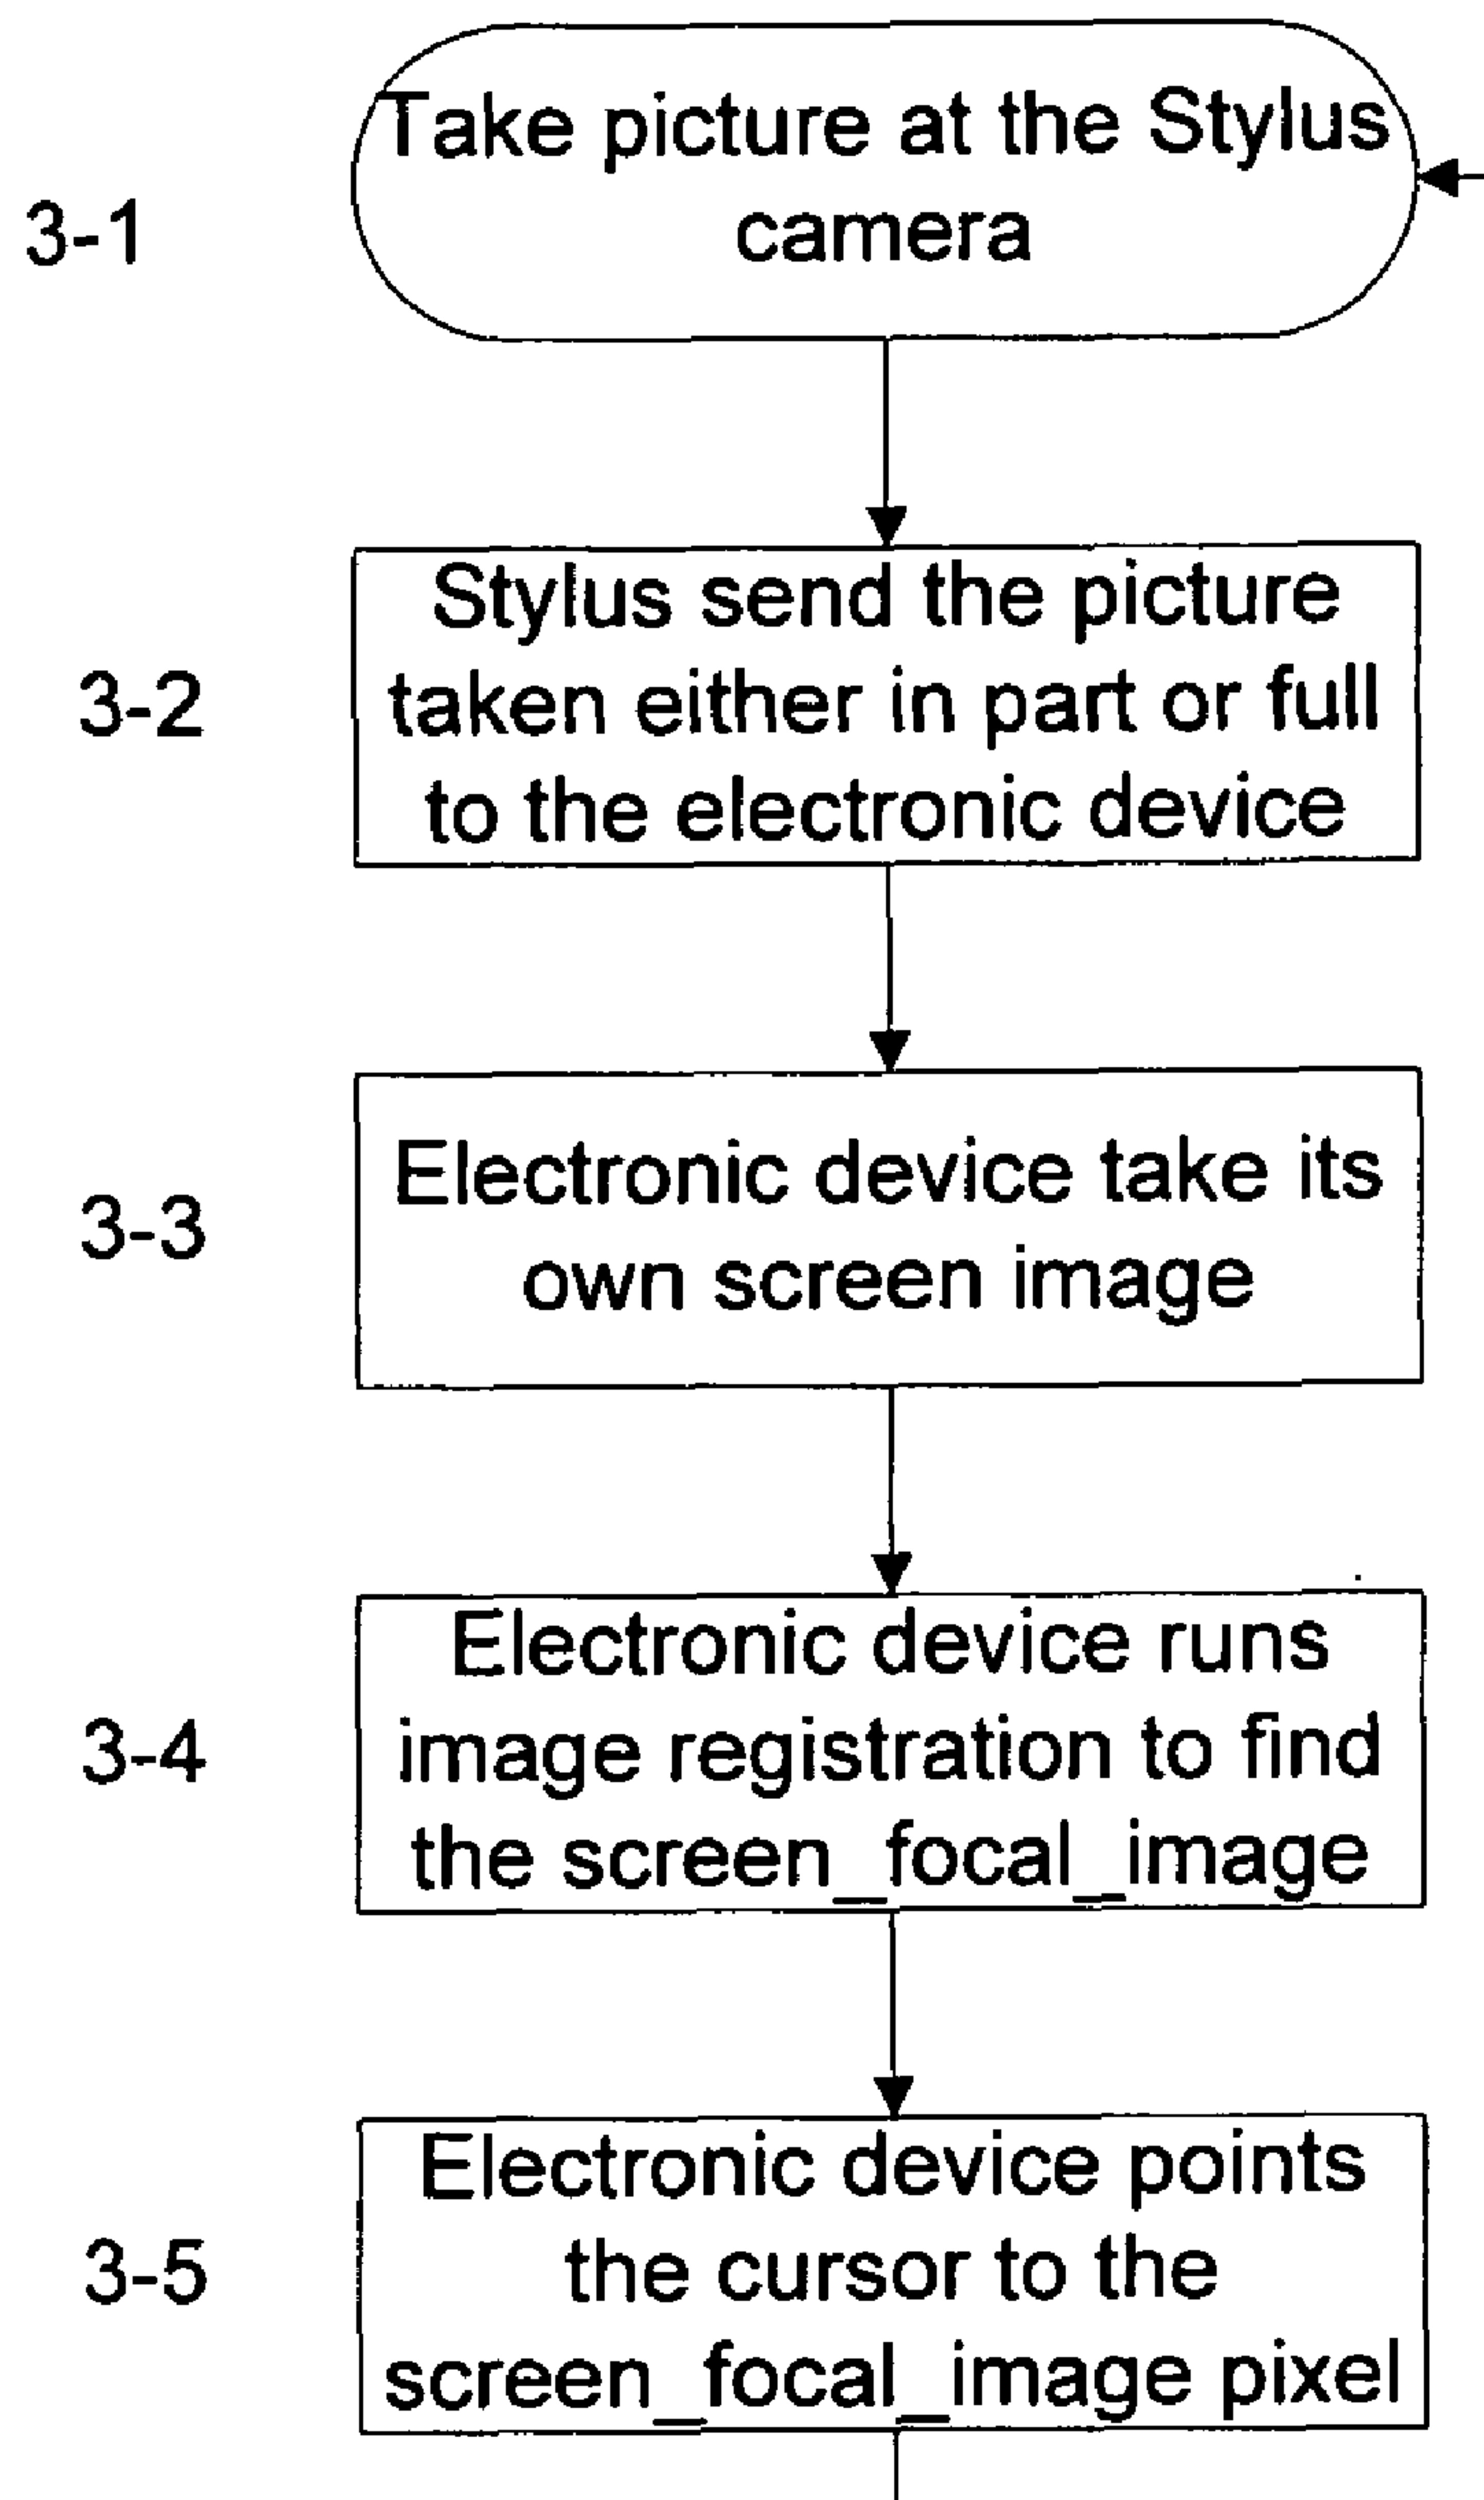 Take picture at the Stylus
camera
3-1
Stylus send the picture
taken either in part or full
to the electronic device
3-2
Electronic device take its
own screen image
3-3
Electronic device runs
image registration to find
the screen_focal_image
3-4
Electronic device points
the cursor to the
screen_focal_image pixel
3-5